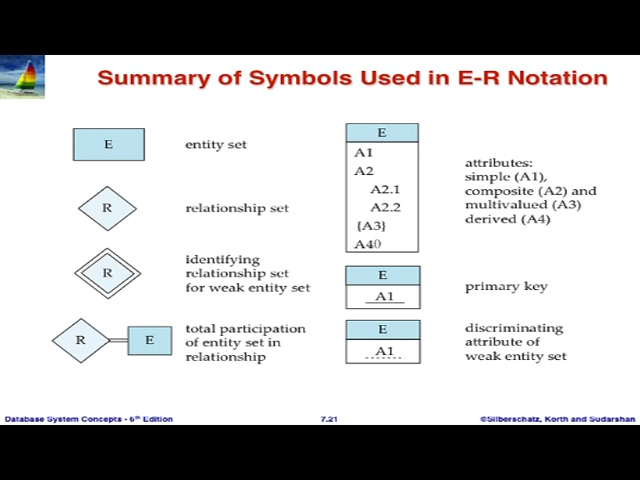 Summary of Symbols Used in E-R Notation
E
entity set
R
relationship set
R
identifying
relationship set
for weak entity set
R
E
total participation
of entity set in
relationship
E
A1
A2
A2.1
A2.2
{A3}
A4()
attributes:
simple (A1),
composite (A2) and
multivalued (A3)
derived (A4)
E
A1
primary key
E
A1
discriminating
attribute of
weak entity set
Database System Concepts - 6th Edition
7.21
©Silberschatz, Korth and Sudarshan